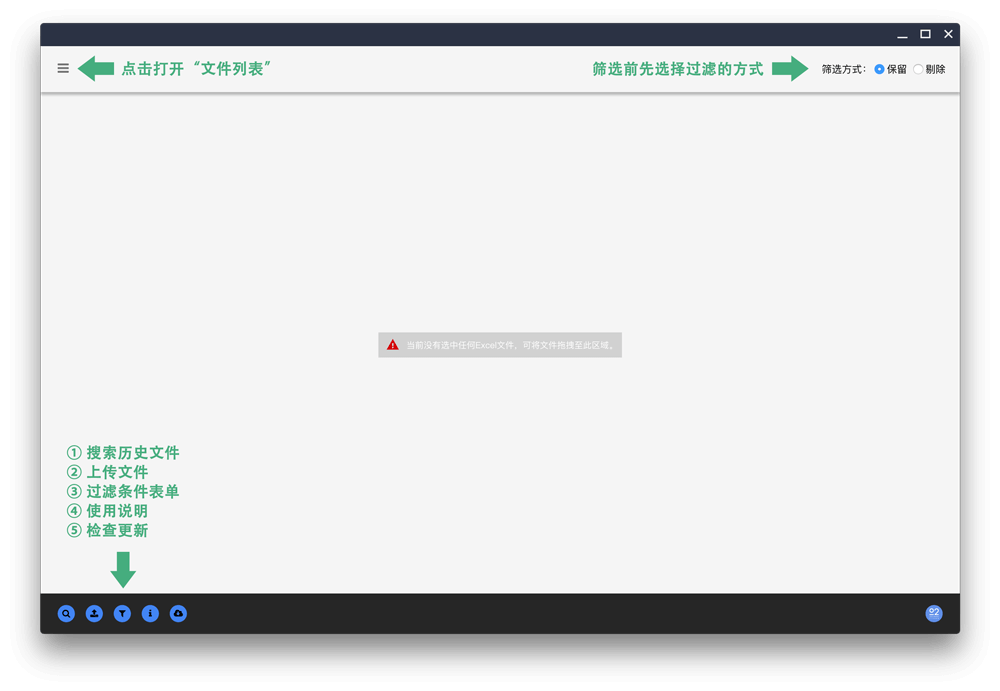 点击打开“文件列表”
筛选前先选择过滤的方式
筛选方式： 保留 剔除
当前没有选中任何Excel文件，可将文件拖拽至此区域。
① 搜索历史文件
② 上传文件
③ 过滤条件表单
④ 使用说明
⑤ 检查更新